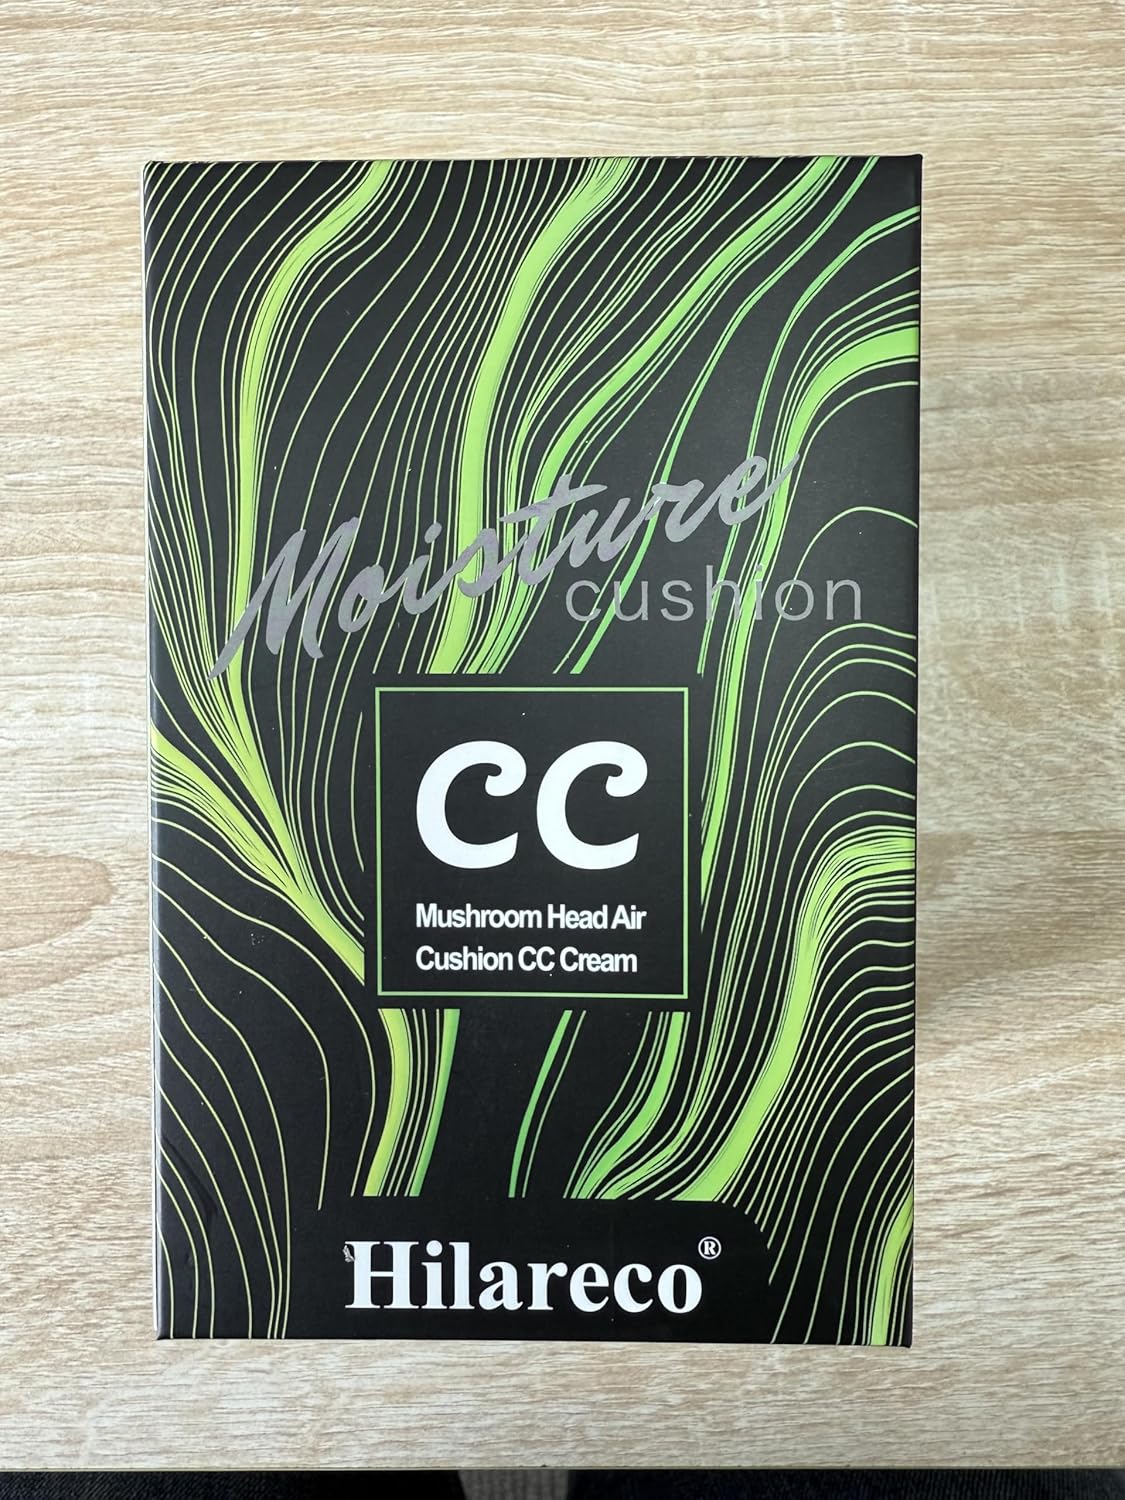 Moisture
cushion
CC
Mushroom Head Air
Cushion CC Cream
Hilareco®